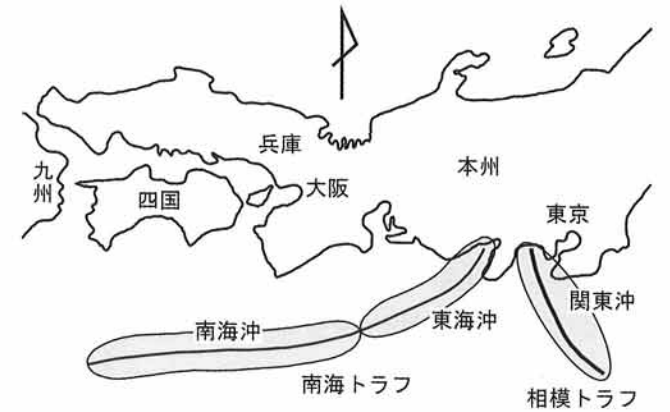 兵庫
九州
四国
大阪
本州
東京
関東沖
東海沖
南海沖
南海トラフ
相模トラフ